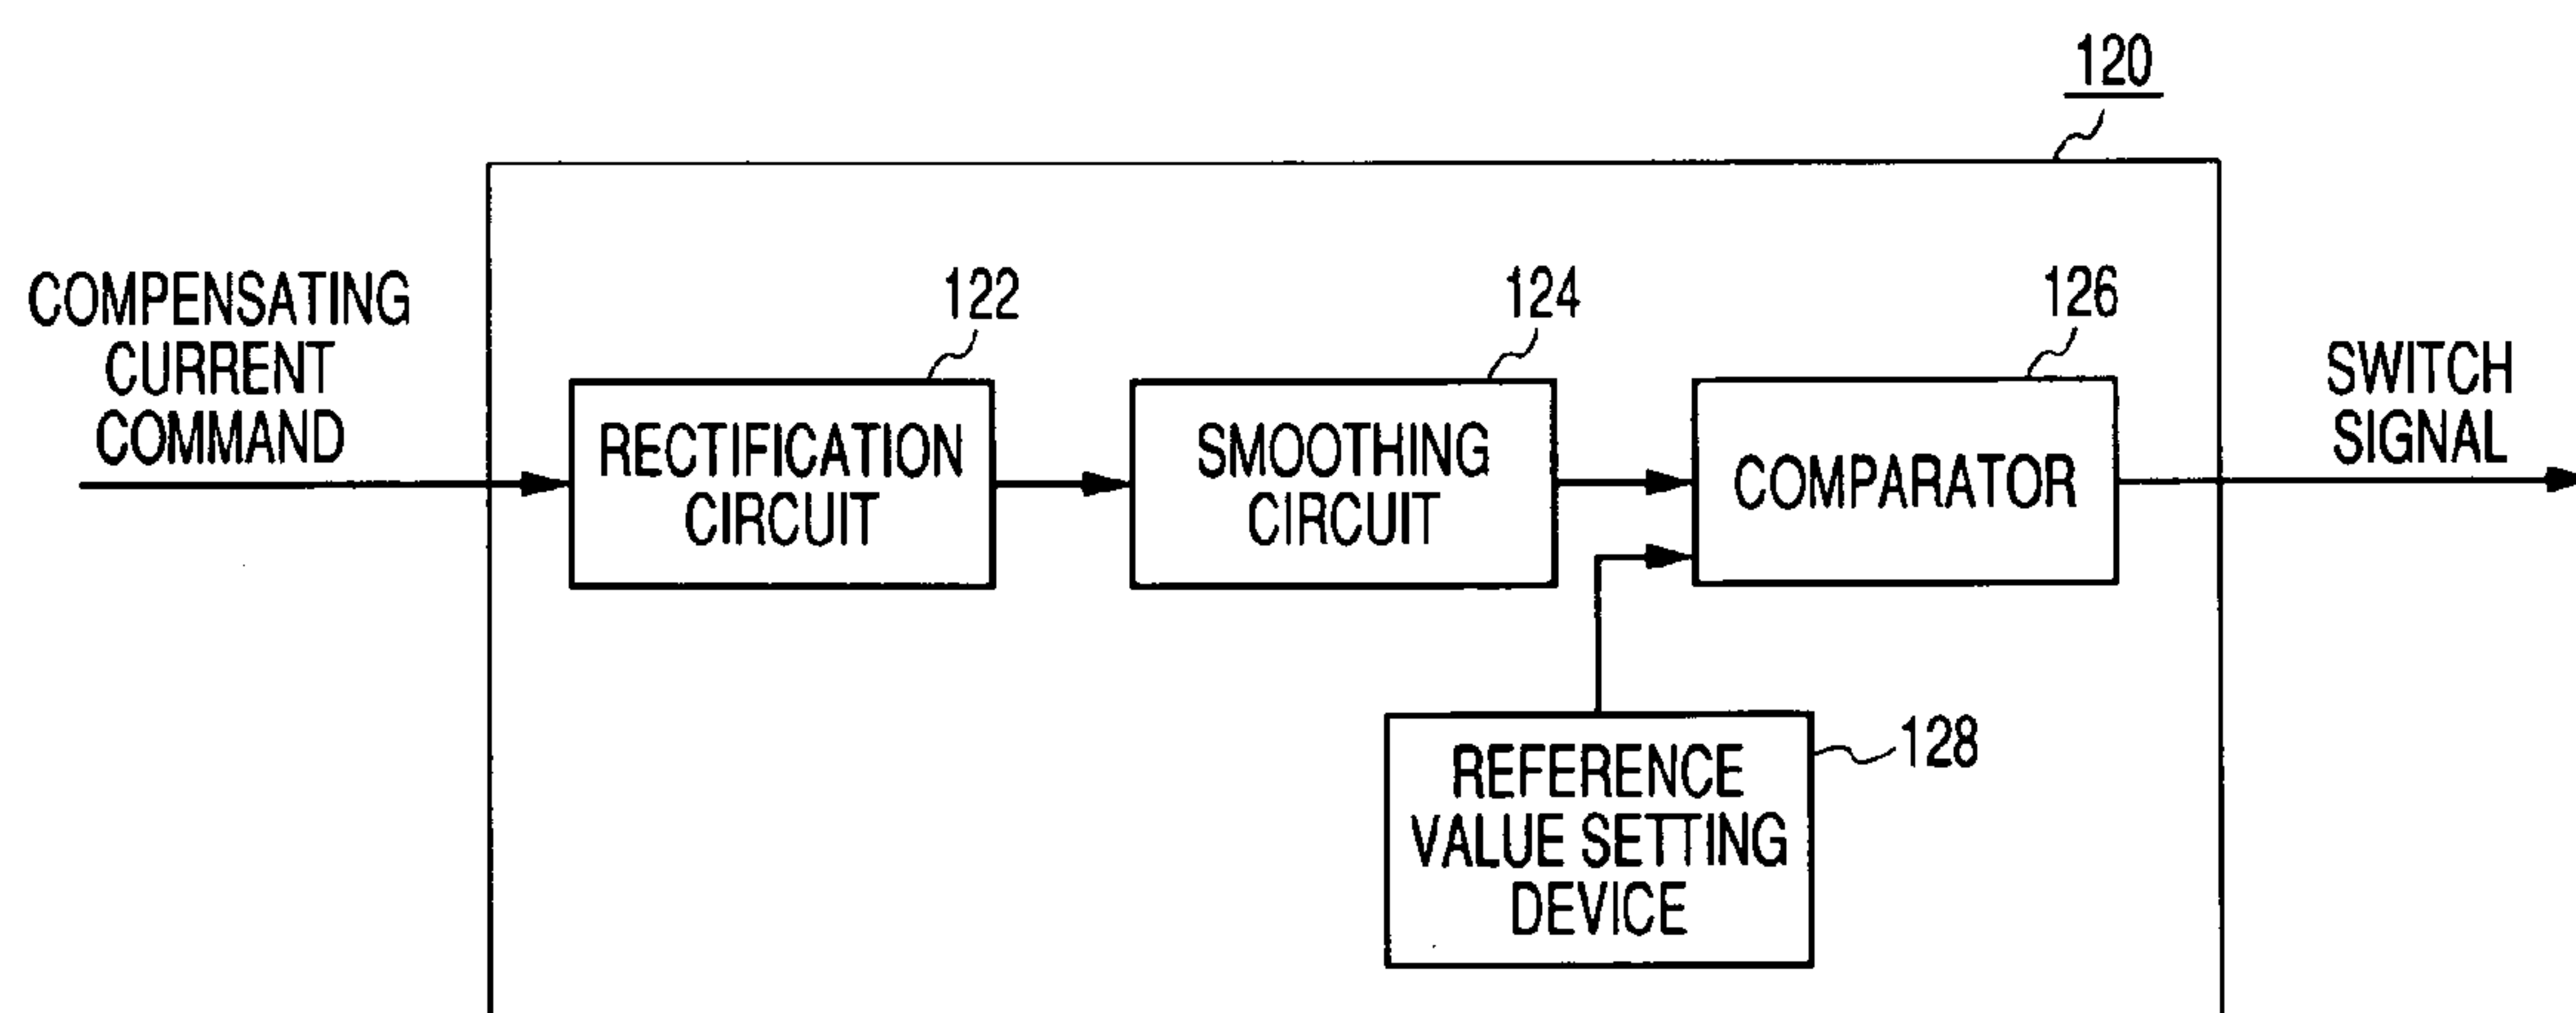 120
COMPENSATING
CURRENT
COMMAND
122
RECTIFICATION
CIRCUIT
124
SMOOTHING
CIRCUIT
126
COMPARATOR
SWITCH
SIGNAL
128
REFERENCE
VALUE SETTING
DEVICE